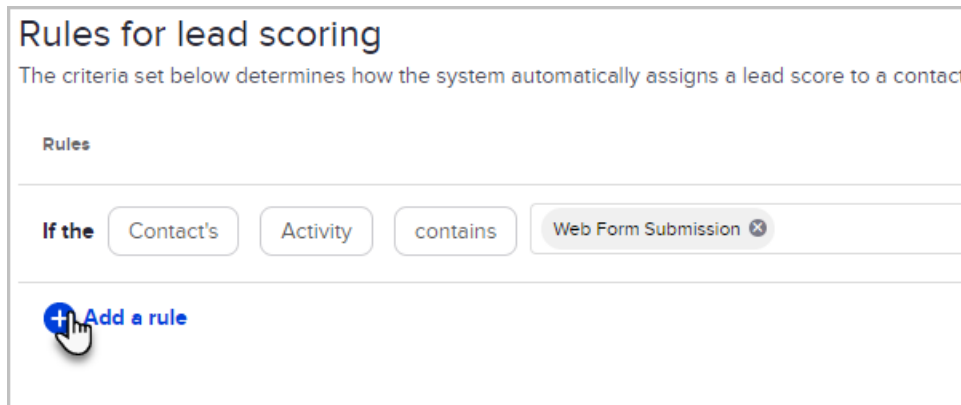 Rules for lead scoring
The criteria set below determines how the system automatically assigns a lead score to a contact
Rules
If the Contact's Activity contains Web Form Submission
Add a rule